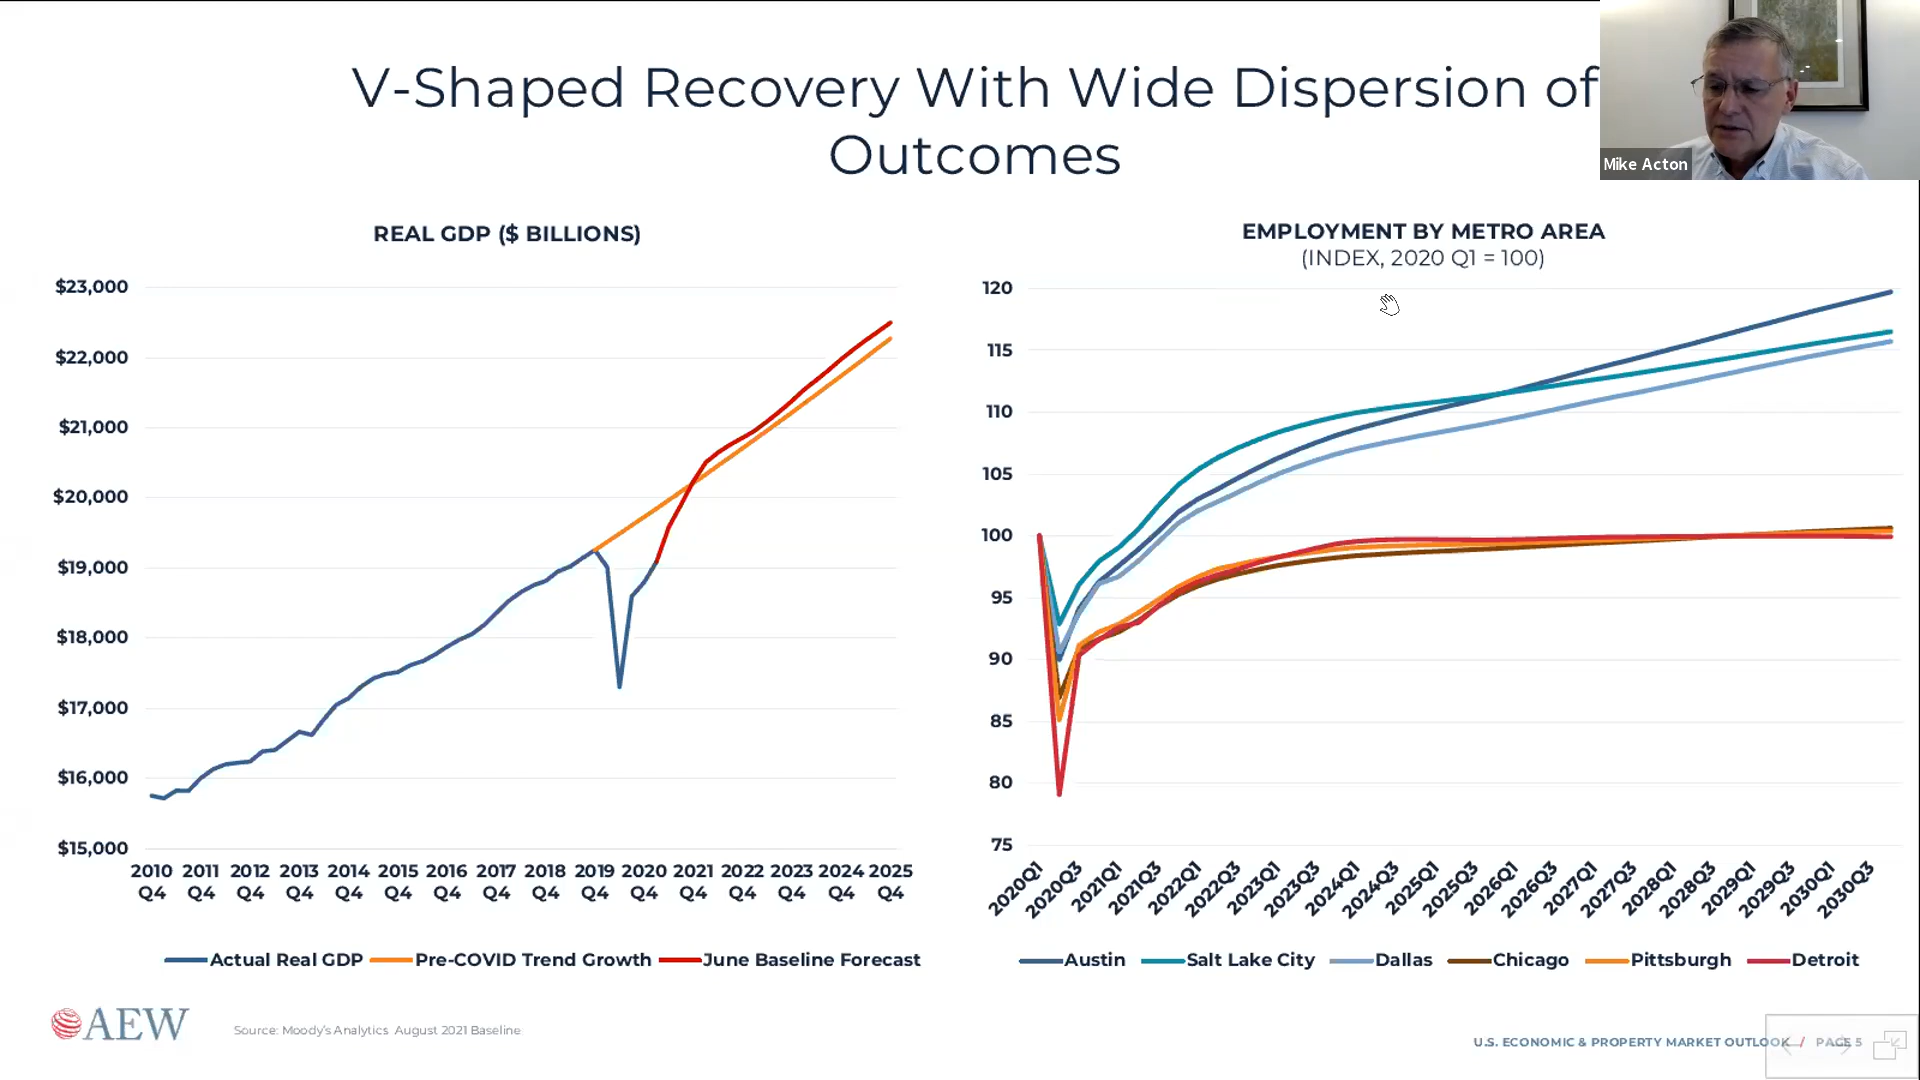 V-Shaped Recovery With Wide Dispersion of
Outcomes
Mike Acton
REAL GDP ($ BILLIONS)
$23,000
$22,000
$21,000
$20,000
$19,000
$18,000
$17,000
$16,000
$15,000
2010 2011 2012 2013 2014 2015 2016 2017 2018 2019 2020 2021 2022 2023 2024 2025
Q4 Q4 Q4 Q4 Q4 Q4 Q4 Q4 Q4 Q4 Q4 Q4 Q4 Q4 Q4 Q4
Actual Real GDP Pre-COVID Trend Growth June Baseline Forecast
EMPLOYMENT BY METRO AREA
(INDEX, 2020 Q1 = 100)
120
115
110
105
100
95
90
85
80
75
2020Q1 2020Q3 2021Q1 2021Q3 2022Q1 2022Q3 2023Q1 2023Q3 2024Q1 2024Q3 2025Q1 2025Q3 2026Q1 2026Q3 2027Q1 2027Q3 2028Q1 2028Q3 2029Q1 2029Q3 2030Q1 2030Q3
Austin Salt Lake City Dallas Chicago Pittsburgh Detroit
AEW
Source: Moody's Analytics August 2021 Baseline
U.S. ECONOMIC & PROPERTY MARKET OUTLOOK / PAGE 5